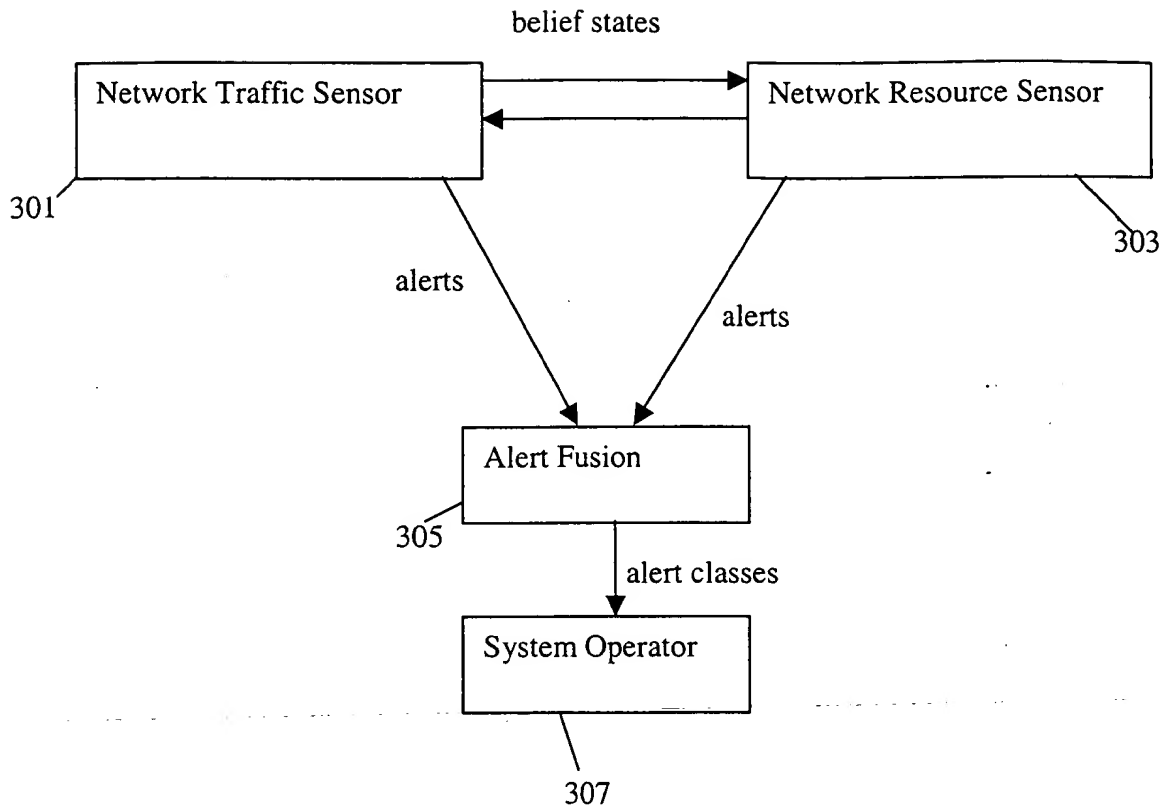 belief states
Network Traffic Sensor
Network Resource Sensor
301
303
alerts
alerts
Alert Fusion
305
alert classes
System Operator
307